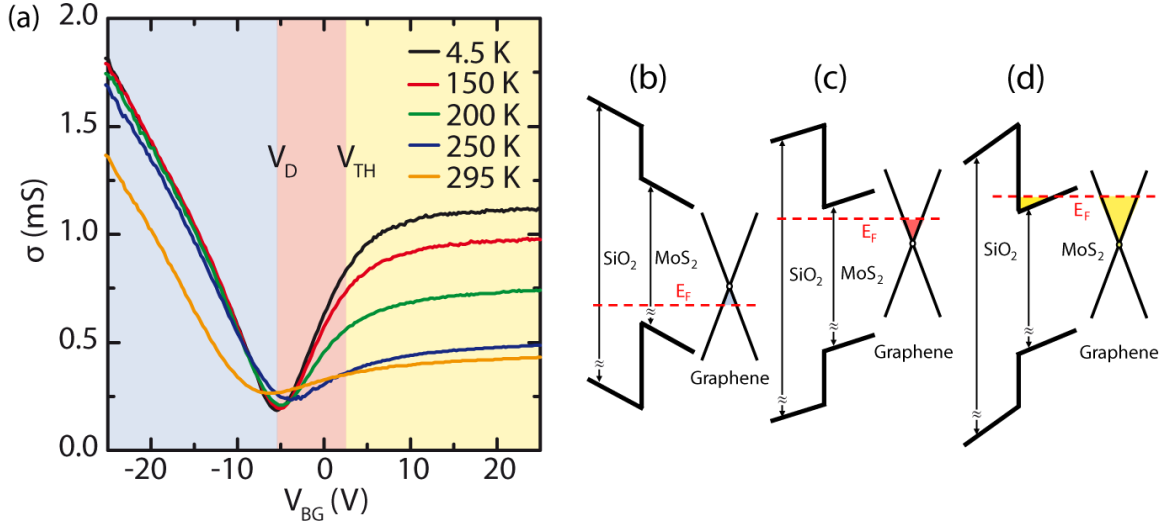 (a)
2.0
1.5
1.0
0.5
0.0
σ (mS)
-20 -10 0 10 20
V_BG (V)
4.5 K
150 K
200 K
250 K
295 K
V_D V_TH
(b)
SiO₂
MoS₂
E_F
≈
≈
Graphene
(c)
SiO₂
MoS₂
E_F
≈
≈
Graphene
(d)
SiO₂
MoS₂
E_F
≈
≈